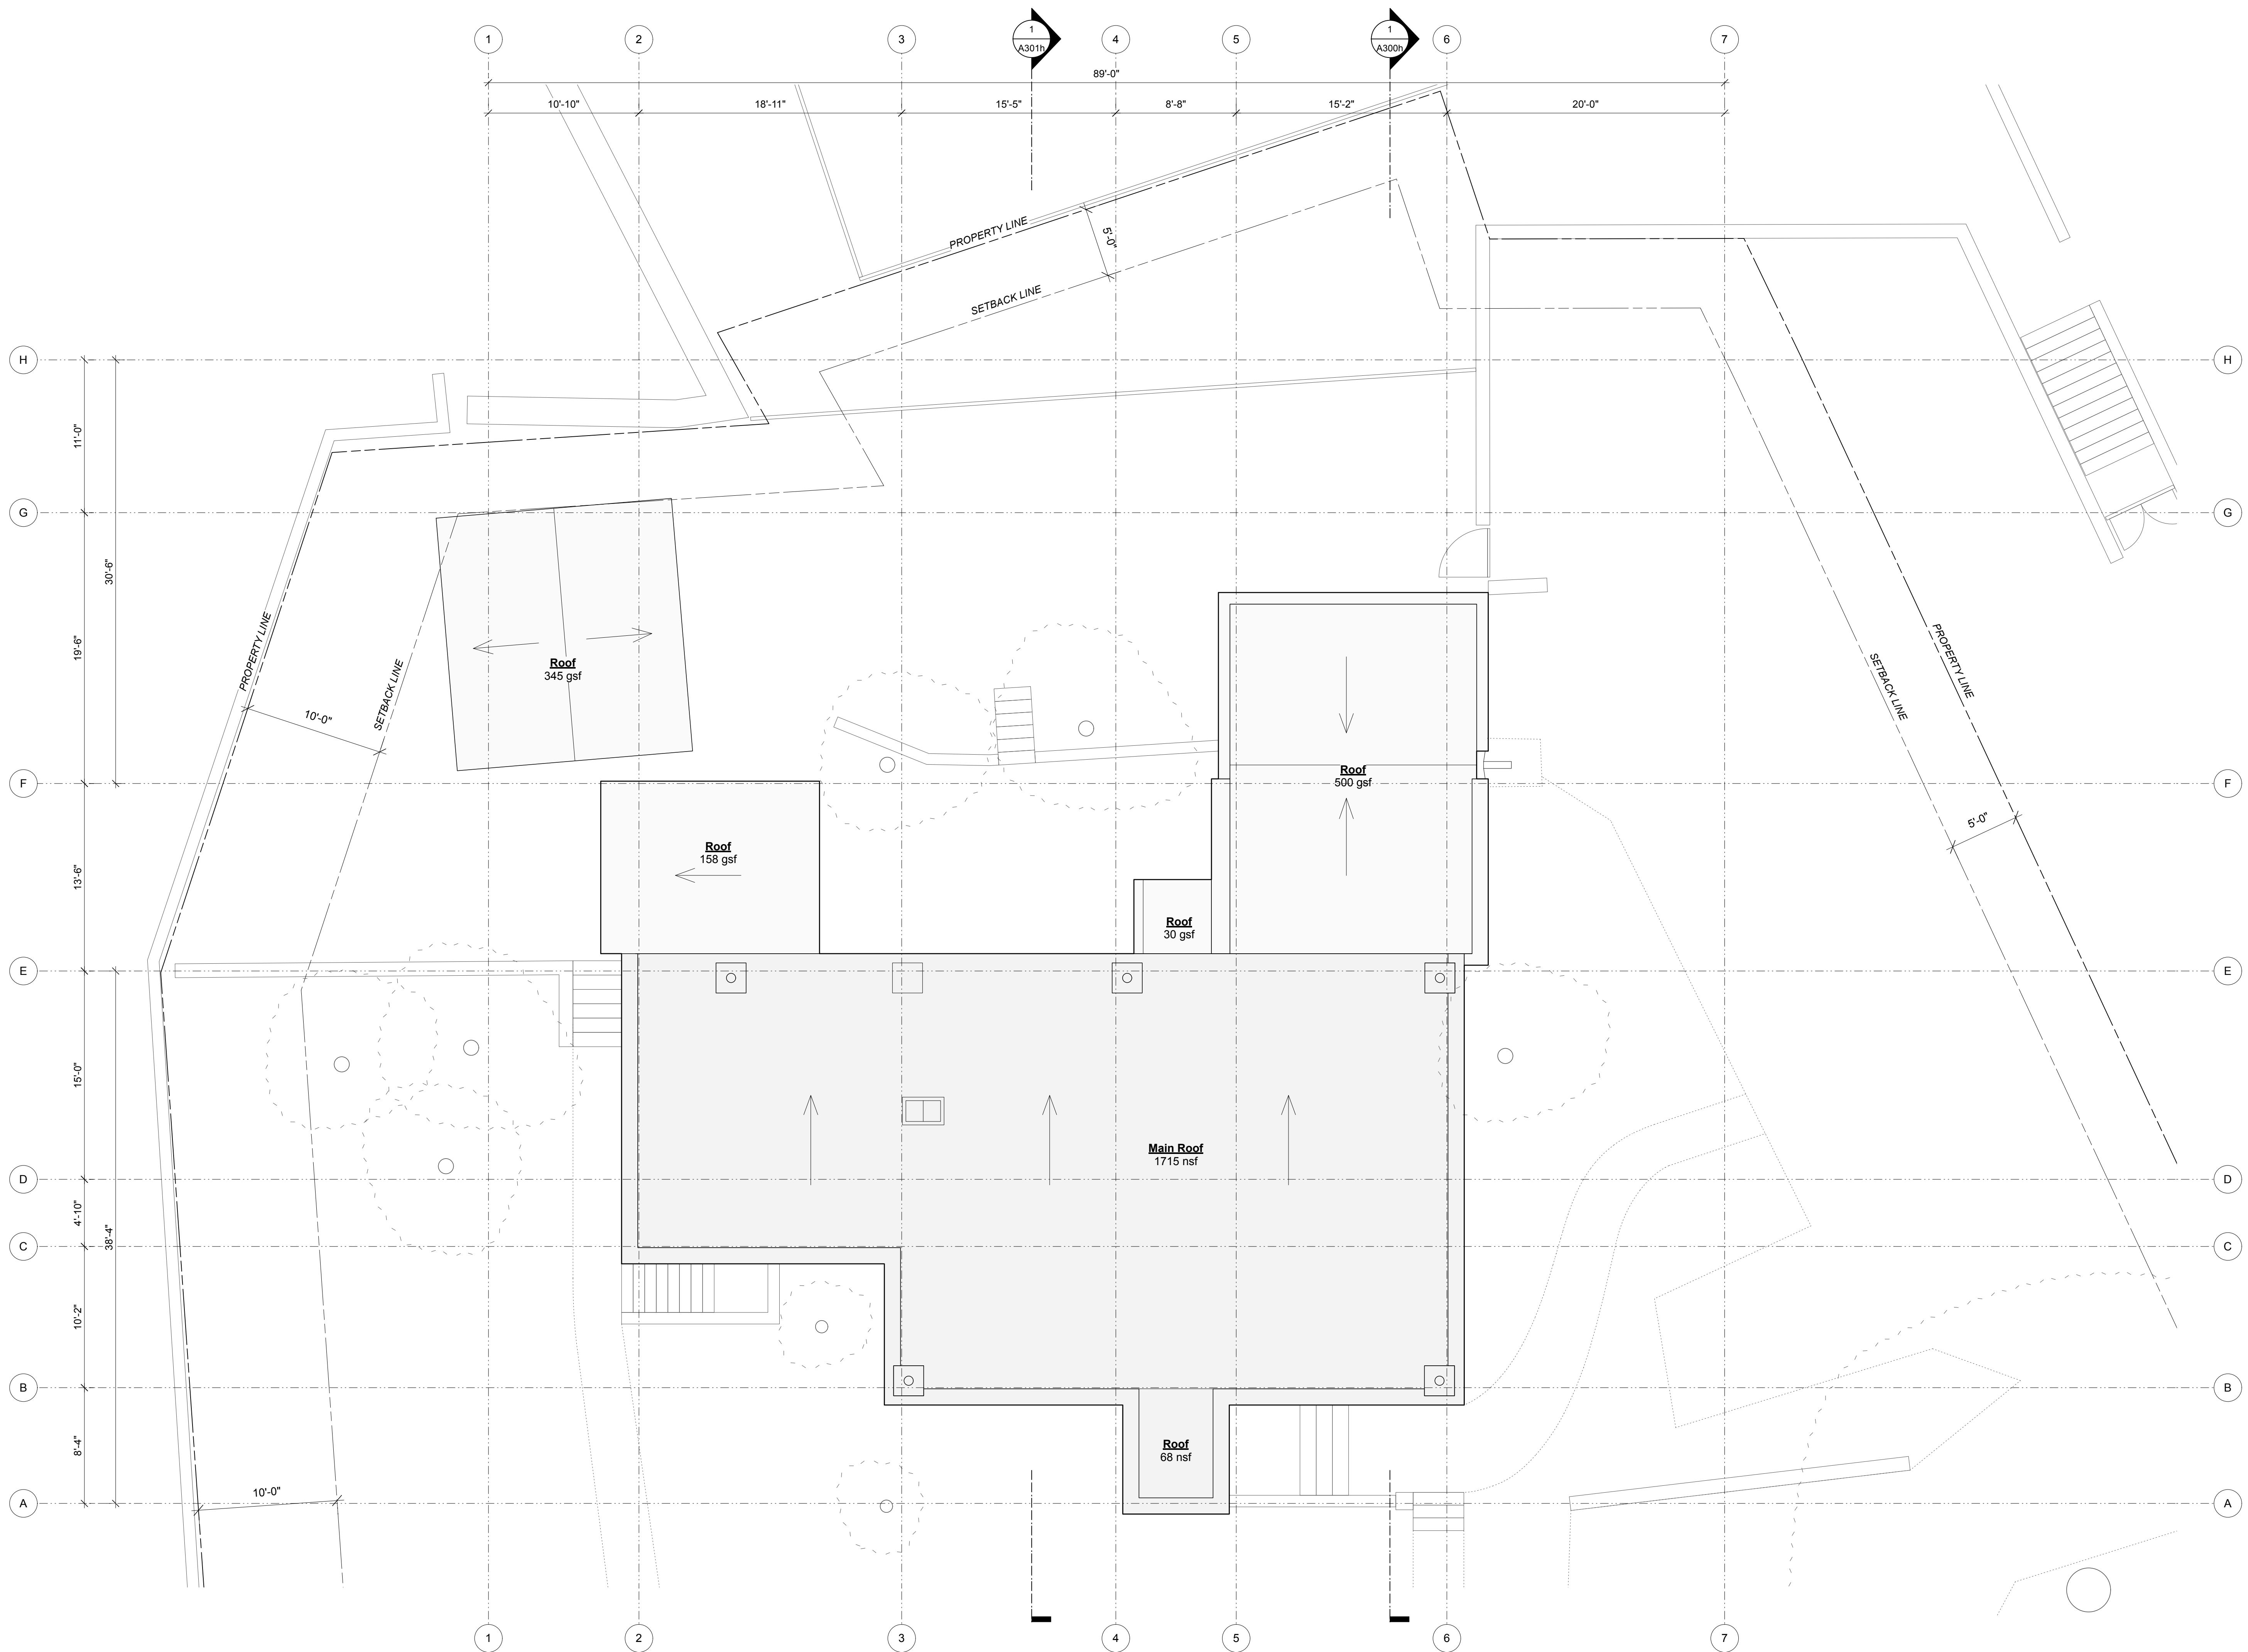 1
2
3
1
A301h
4
5
1
A300h
6
7
89'-0"
10'-10"
18'-11"
15'-5"
8'-8"
15'-2"
20'-0"
PROPERTY LINE
5'-0"
SETBACK LINE
H
H
11'-0"
G
G
30'-6"
19'-6"
PROPERTY LINE
SETBACK LINE
10'-0"
Roof
345 gsf
PROPERTY LINE
SETBACK LINE
Roof
500 gsf
F
F
5'-0"
13'-6"
Roof
158 gsf
Roof
30 gsf
E
E
15'-0"
Main Roof
1715 nsf
D
D
4'-10"
38'-4"
C
C
10'-2"
B
B
8'-4"
Roof
68 nsf
10'-0"
A
A
1
2
3
4
5
6
7